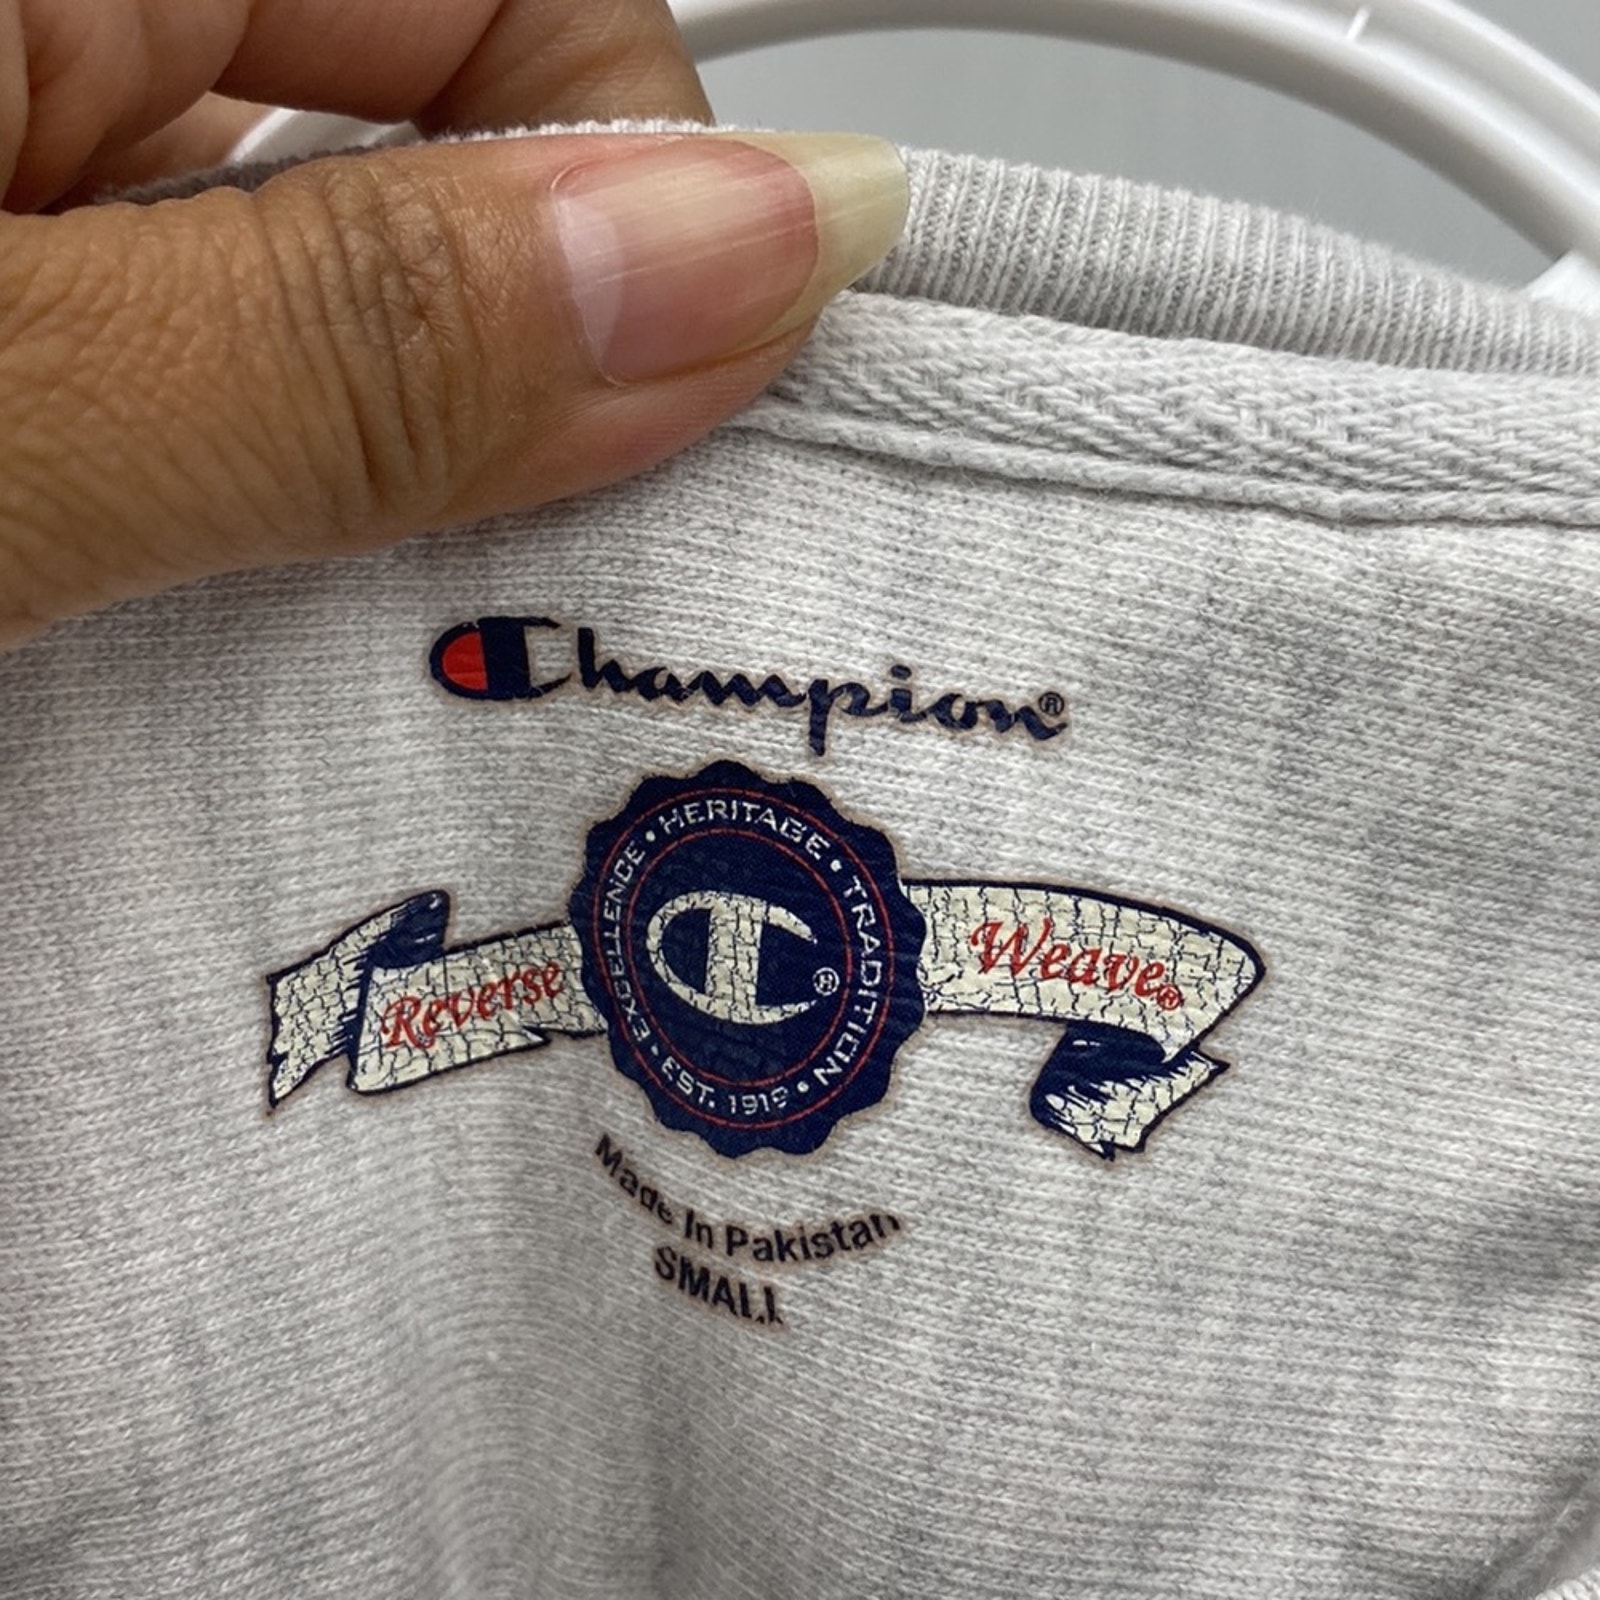 Champion®
HERITAGE • TRADITION • EST. 1919 • EXCELLENCE •
C®
Reverse Weave®
Made In Pakistan
SMALL